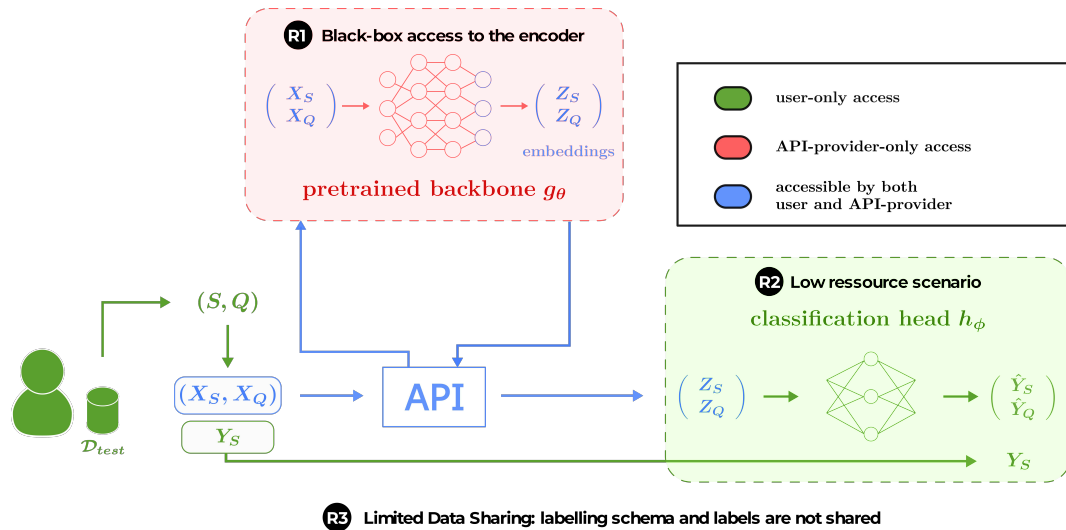 R1 Black-box access to the encoder
X_S
X_Q
Z_S
Z_Q
embeddings
pretrained backbone g_θ
user-only access
API-provider-only access
accessible by both
user and API-provider
R2 Low ressource scenario
classification head h_ϕ
(S, Q)
(X_S, X_Q)
API
Z_S
Z_Q
Ŷ_S
Ŷ_Q
Y_S
D_test
Y_S
R3 Limited Data Sharing: labelling schema and labels are not shared